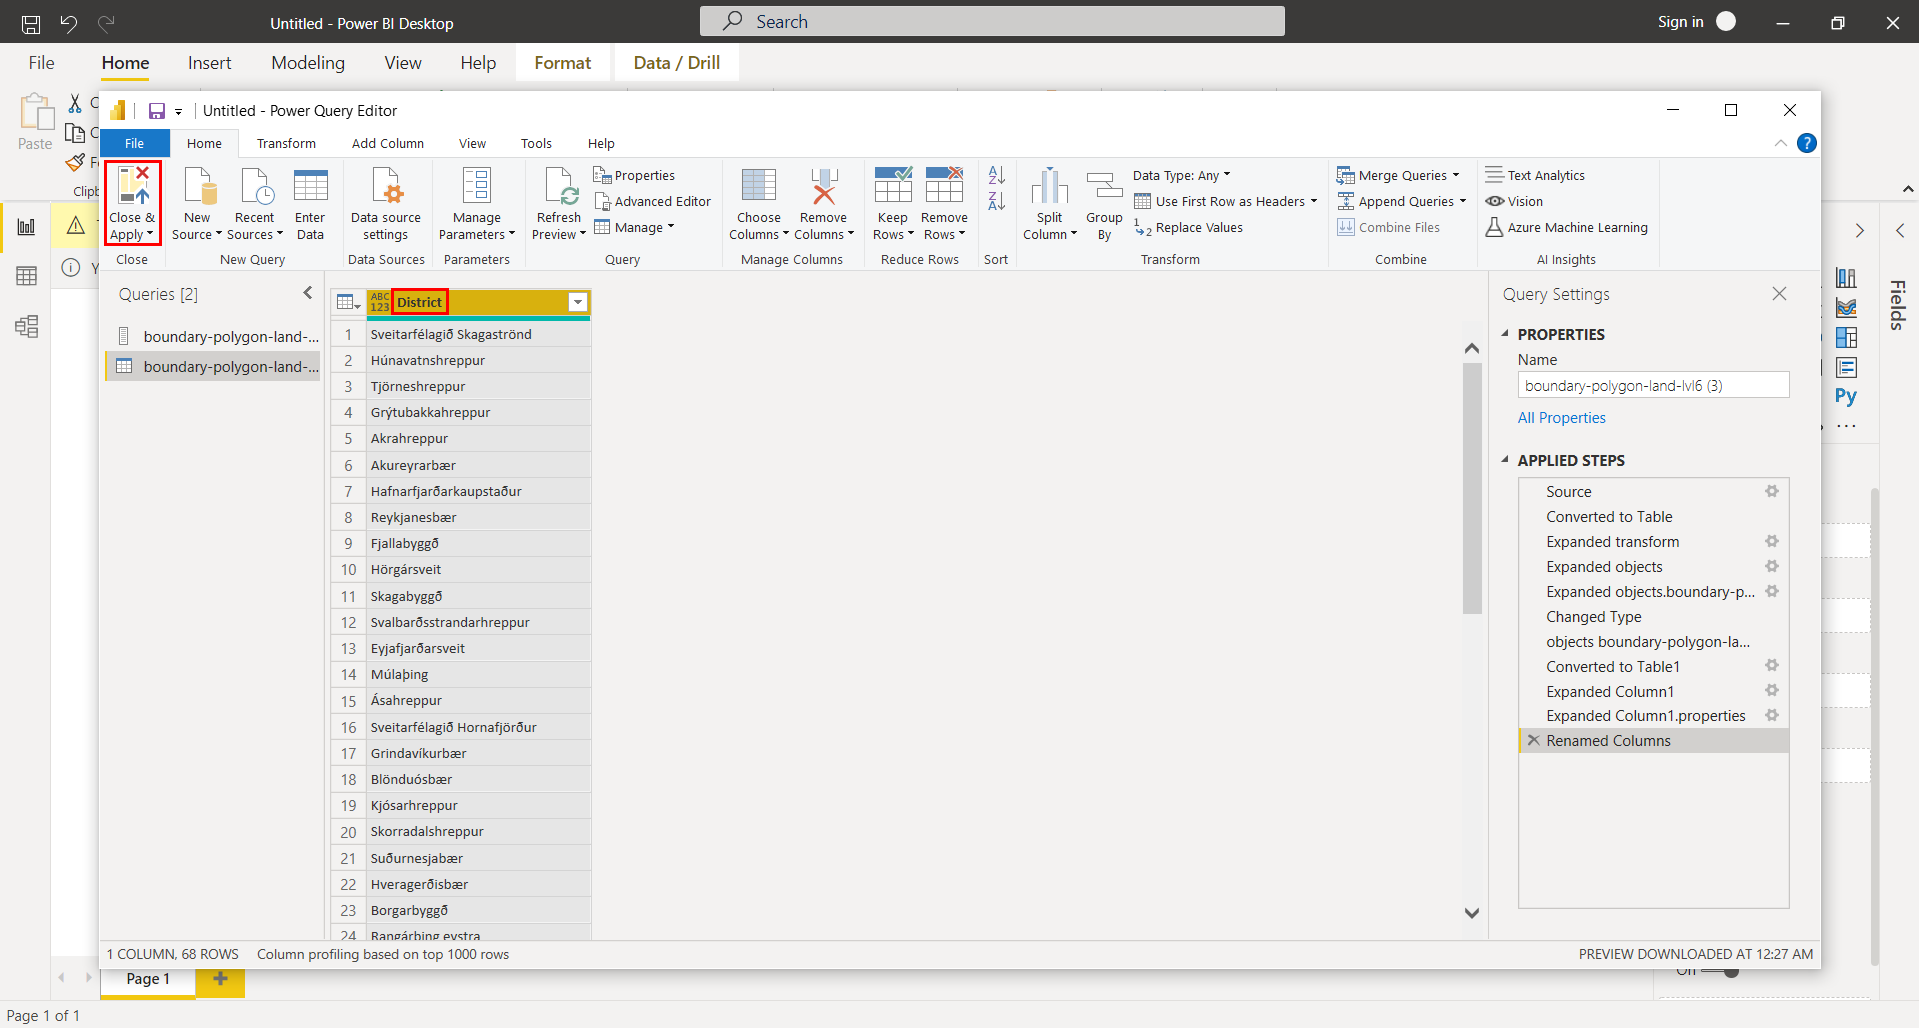 Untitled - Power BI Desktop
Search
Sign in
File
Home
Insert
Modeling
View
Help
Format
Data / Drill
Paste
Untitled - Power Query Editor
File
Home
Transform
Add Column
View
Tools
Help
Close &
Apply
Close
New
Source
Recent
Sources
Enter
Data
New Query
Data source
settings
Data Sources
Manage
Parameters
Parameters
Refresh
Preview
Properties
Advanced Editor
Manage
Query
Choose
Columns
Remove
Columns
Manage Columns
Keep
Rows
Remove
Rows
Reduce Rows
Sort
Split
Column
Group
By
Data Type: Any
Use First Row as Headers
Replace Values
Transform
Merge Queries
Append Queries
Combine Files
Combine
Text Analytics
Vision
Azure Machine Learning
AI Insights
Queries [2]
boundary-polygon-land-...
boundary-polygon-land-...
ABC
123
District
1 Sveitarfélagið Skagaströnd
2 Húnavatnshreppur
3 Tjörneshreppur
4 Grýtubakkahreppur
5 Akrahreppur
6 Akureyrarbær
7 Hafnarfjarðarkaupstaður
8 Reykjanesbær
9 Fjallabyggð
10 Hörgársveit
11 Skagabyggð
12 Svalbarðsstrandarhreppur
13 Eyjafjarðarsveit
14 Múlaþing
15 Ásahreppur
16 Sveitarfélagið Hornafjörður
17 Grindavíkurbær
18 Blönduósbær
19 Kjósarhreppur
20 Skorradalshreppur
21 Suðurnesjabær
22 Hveragerðisbær
23 Borgarbyggð
24 Rangárþing eystra
Query Settings
PROPERTIES
Name
boundary-polygon-land-lvl6 (3)
All Properties
APPLIED STEPS
Source
Converted to Table
Expanded transform
Expanded objects
Expanded objects.boundary-p...
Changed Type
objects boundary-polygon-la...
Converted to Table1
Expanded Column1
Expanded Column1.properties
Renamed Columns
Fields
Py
1 COLUMN, 68 ROWS
Column profiling based on top 1000 rows
PREVIEW DOWNLOADED AT 12:27 AM
Page 1
Page 1 of 1